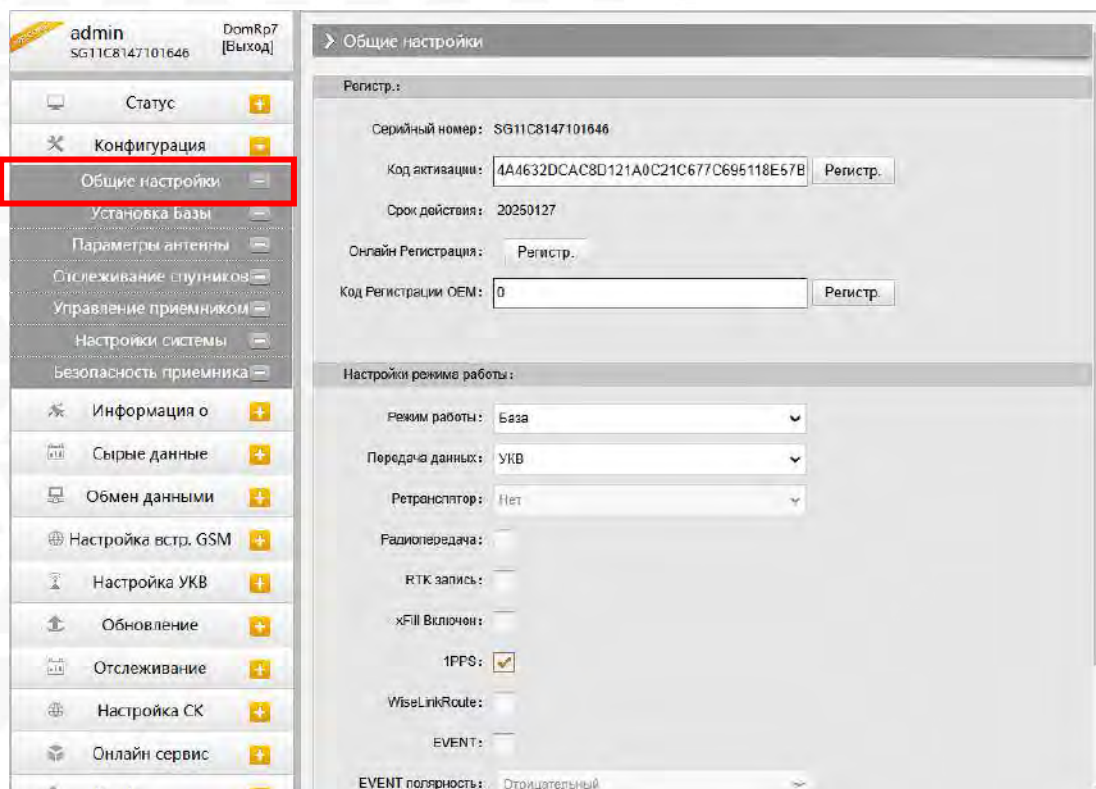 admin
DomRp7
SG11C8147101646
[Выход]
Статус
Конфигурация
Общие настройки
Установка Базы
Параметры антенны
Отслеживание спутников
Управление приемником
Настройки системы
Безопасность приемника
Информация о
Сырые данные
Обмен данными
Настройка встр. GSM
Настройка УКВ
Обновление
Отслеживание
Настройка СК
Онлайн сервис
Общие настройки
Регистр.:
Серийный номер: SG11C8147101646
Код активации: 4A4632DCAC8D121A0C21C677C695118E57B Регистр.
Срок действия: 20250127
Онлайн Регистрация: Регистр.
Код Регистрации OEM: 0 Регистр.
Настройки режима работы:
Режим работы: База
Передача данных: УКВ
Ретранслятор: Нет
Радиопередача:
RTK запись:
xFill Включен:
1PPS:
WiseLinkRoute:
EVENT:
EVENT полярность: Отрицательный